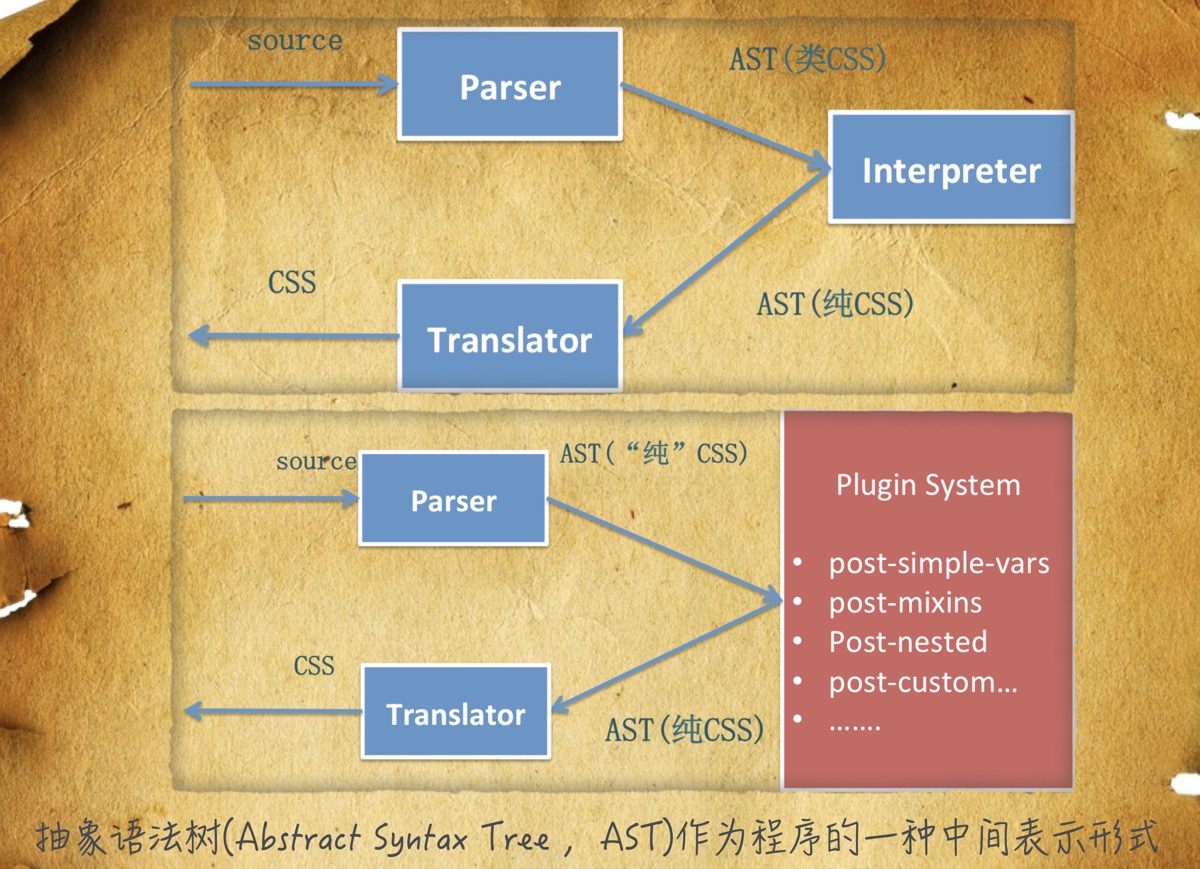 source
Parser
AST(类CSS)
Interpreter
CSS
Translator
AST(纯CSS)
source
Parser
AST(“纯”CSS)
Plugin System
• post-simple-vars
• post-mixins
• Post-nested
• post-custom…
• …….
CSS
Translator
AST(纯CSS)
抽象语法树(Abstract Syntax Tree , AST)作为程序的一种中间表示形式